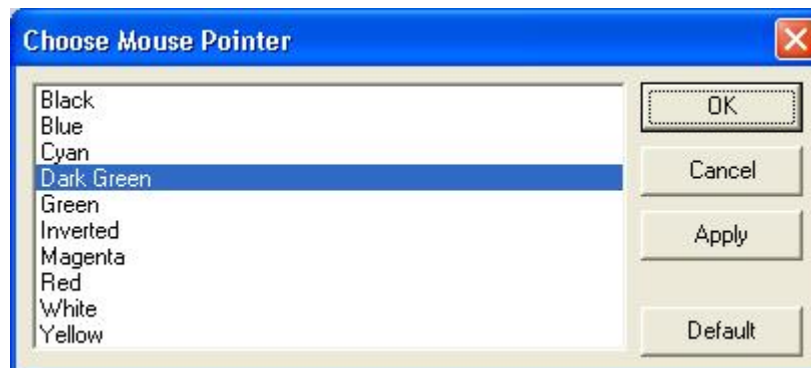 Choose Mouse Pointer
Black
Blue
Cyan
Dark Green
Green
Inverted
Magenta
Red
White
Yellow
OK
Cancel
Apply
Default